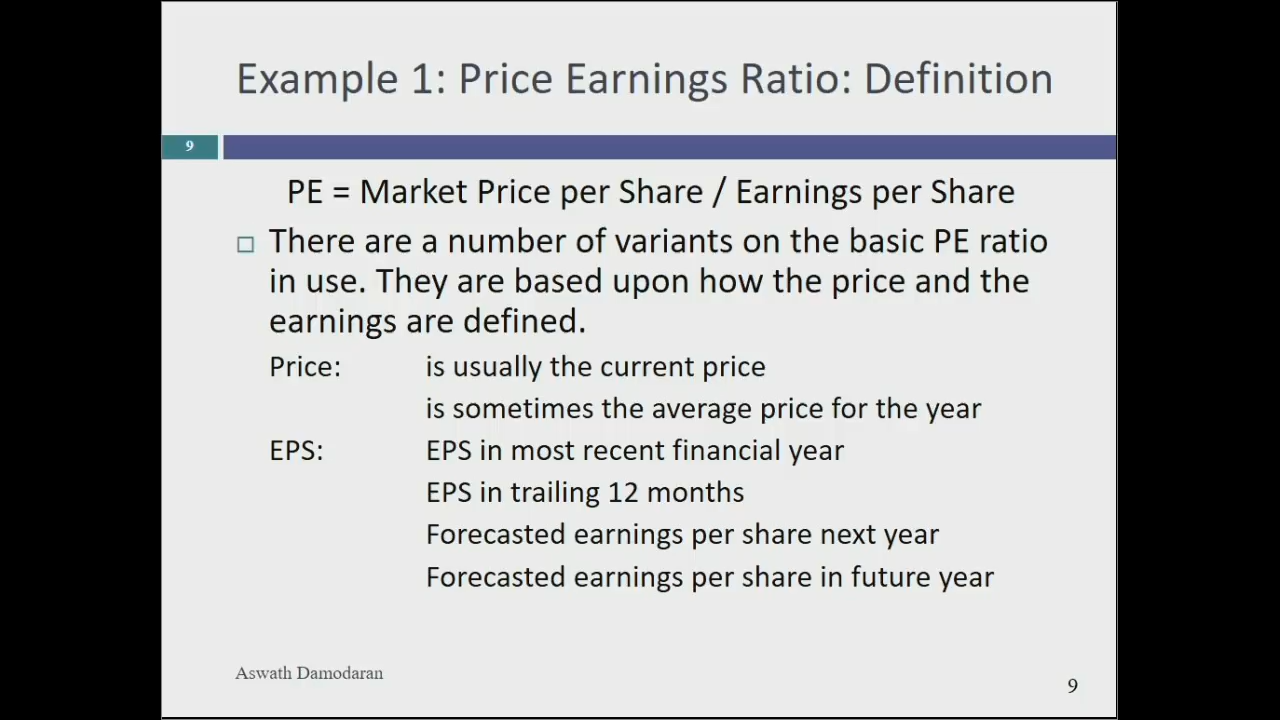 Example 1: Price Earnings Ratio: Definition
9
PE = Market Price per Share / Earnings per Share
There are a number of variants on the basic PE ratio
in use. They are based upon how the price and the
earnings are defined.
Price: is usually the current price
is sometimes the average price for the year
EPS: EPS in most recent financial year
EPS in trailing 12 months
Forecasted earnings per share next year
Forecasted earnings per share in future year
Aswath Damodaran
9